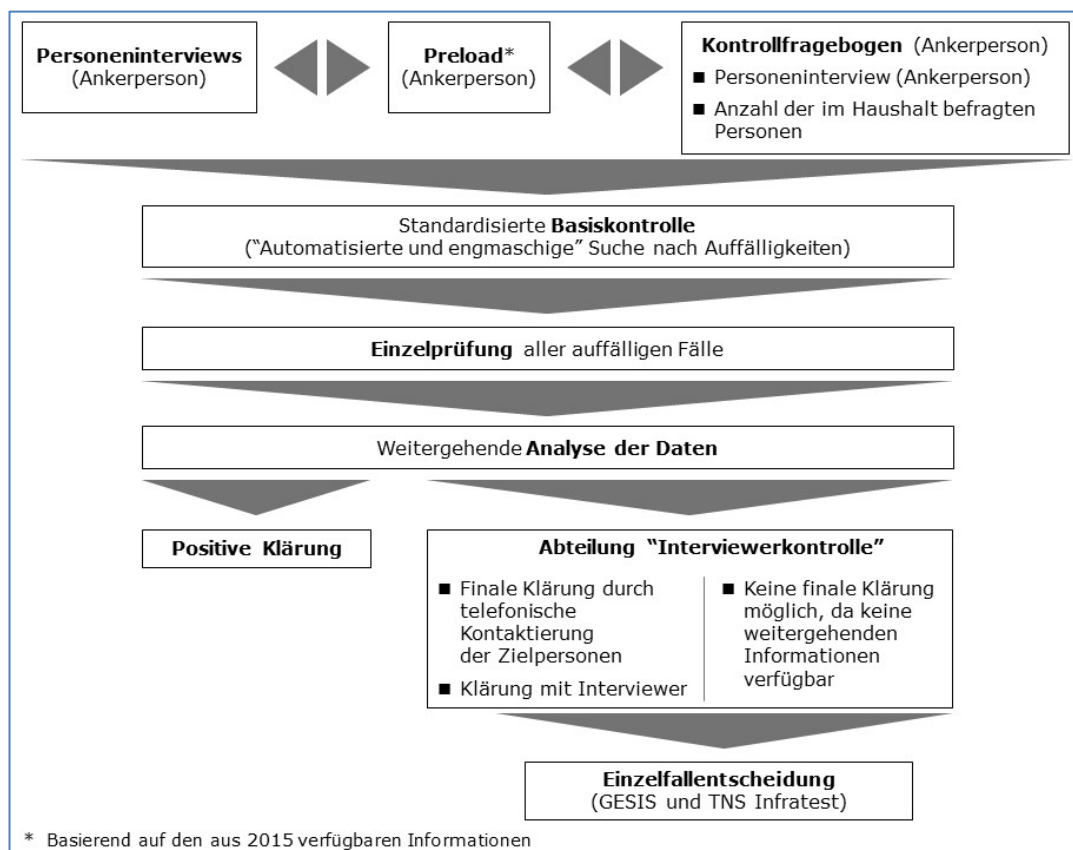 Personeninterviews
(Ankerperson)
Preload*
(Ankerperson)
Kontrollfragebogen (Ankerperson)
■ Personeninterview (Ankerperson)
■ Anzahl der im Haushalt befragten
Personen
Standardisierte Basiskontrolle
("Automatisierte und engmaschige" Suche nach Auffälligkeiten)
Einzelprüfung aller auffälligen Fälle
Weitergehende Analyse der Daten
Positive Klärung
Abteilung "Interviewerkontrolle"
■ Finale Klärung durch
telefonische
Kontaktierung
der Zielpersonen
■ Klärung mit Interviewer
■ Keine finale Klärung
möglich, da keine
weitergehenden
Informationen
verfügbar
Einzelfallentscheidung
(GESIS und TNS Infratest)
* Basierend auf den aus 2015 verfügbaren Informationen